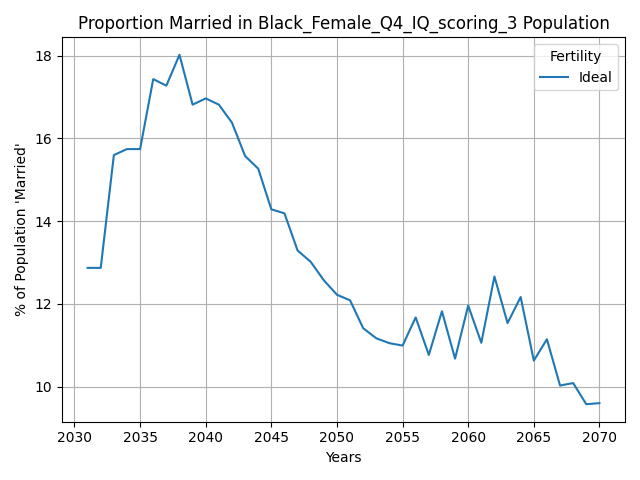 Proportion Married in Black_Female_Q4_IQ_scoring_3 Population
% of Population 'Married'
18
16
14
12
10
Fertility
Ideal
2030 2035 2040 2045 2050 2055 2060 2065 2070
Years